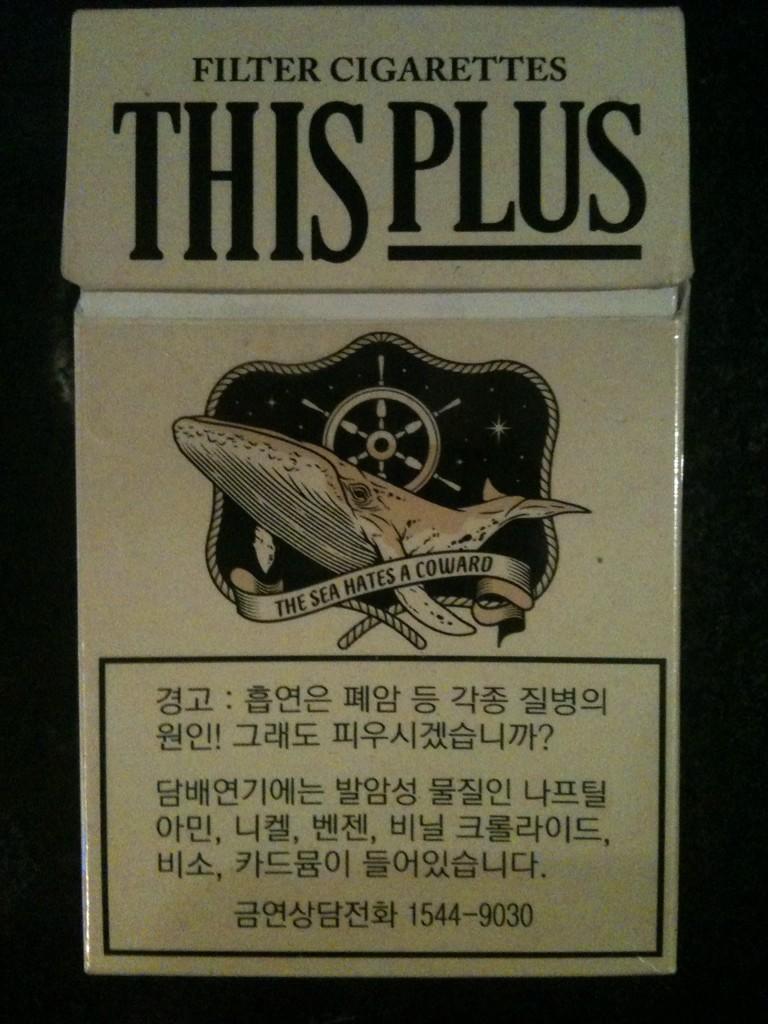 FILTER CIGARETTES
THIS PLUS
THE SEA HATES A COWARD
경고 : 흡연은 폐암 등 각종 질병의
원인! 그래도 피우시겠습니까?
담배연기에는 발암성 물질인 나프틸
아민, 니켈, 벤젠, 비닐 크롤라이드,
비소, 카드뮴이 들어있습니다.
금연상담전화 1544-9030